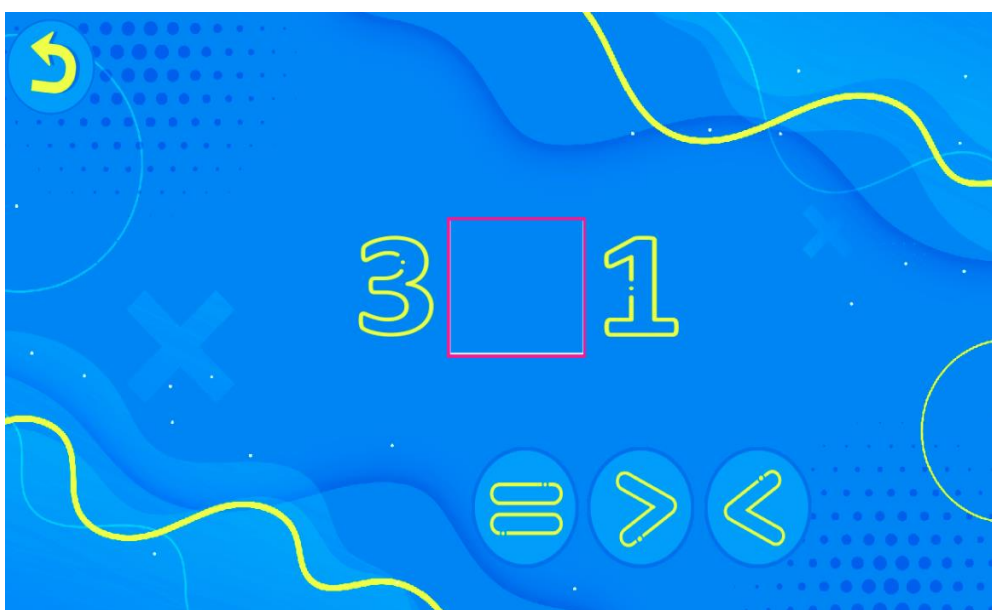 3 1
= > <